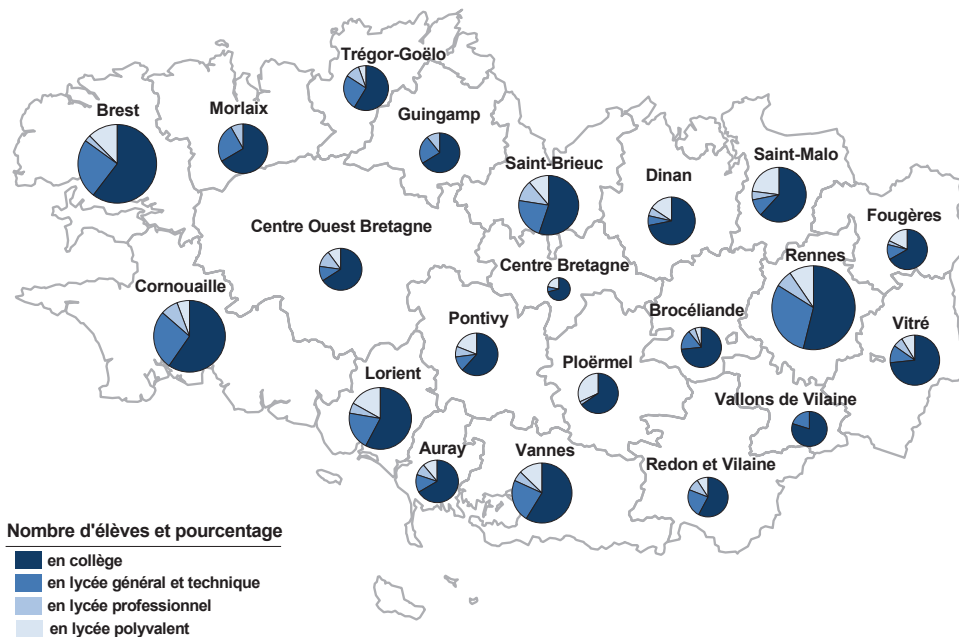 Trégor-Goëlo
Brest
Morlaix
Guingamp
Saint-Brieuc
Dinan
Saint-Malo
Fougères
Centre Ouest Bretagne
Centre Bretagne
Rennes
Cornouaille
Pontivy
Brocéliande
Vitré
Ploërmel
Lorient
Vallons de Vilaine
Auray
Vannes
Redon et Vilaine
Nombre d'élèves et pourcentage
en collège
en lycée général et technique
en lycée professionnel
en lycée polyvalent